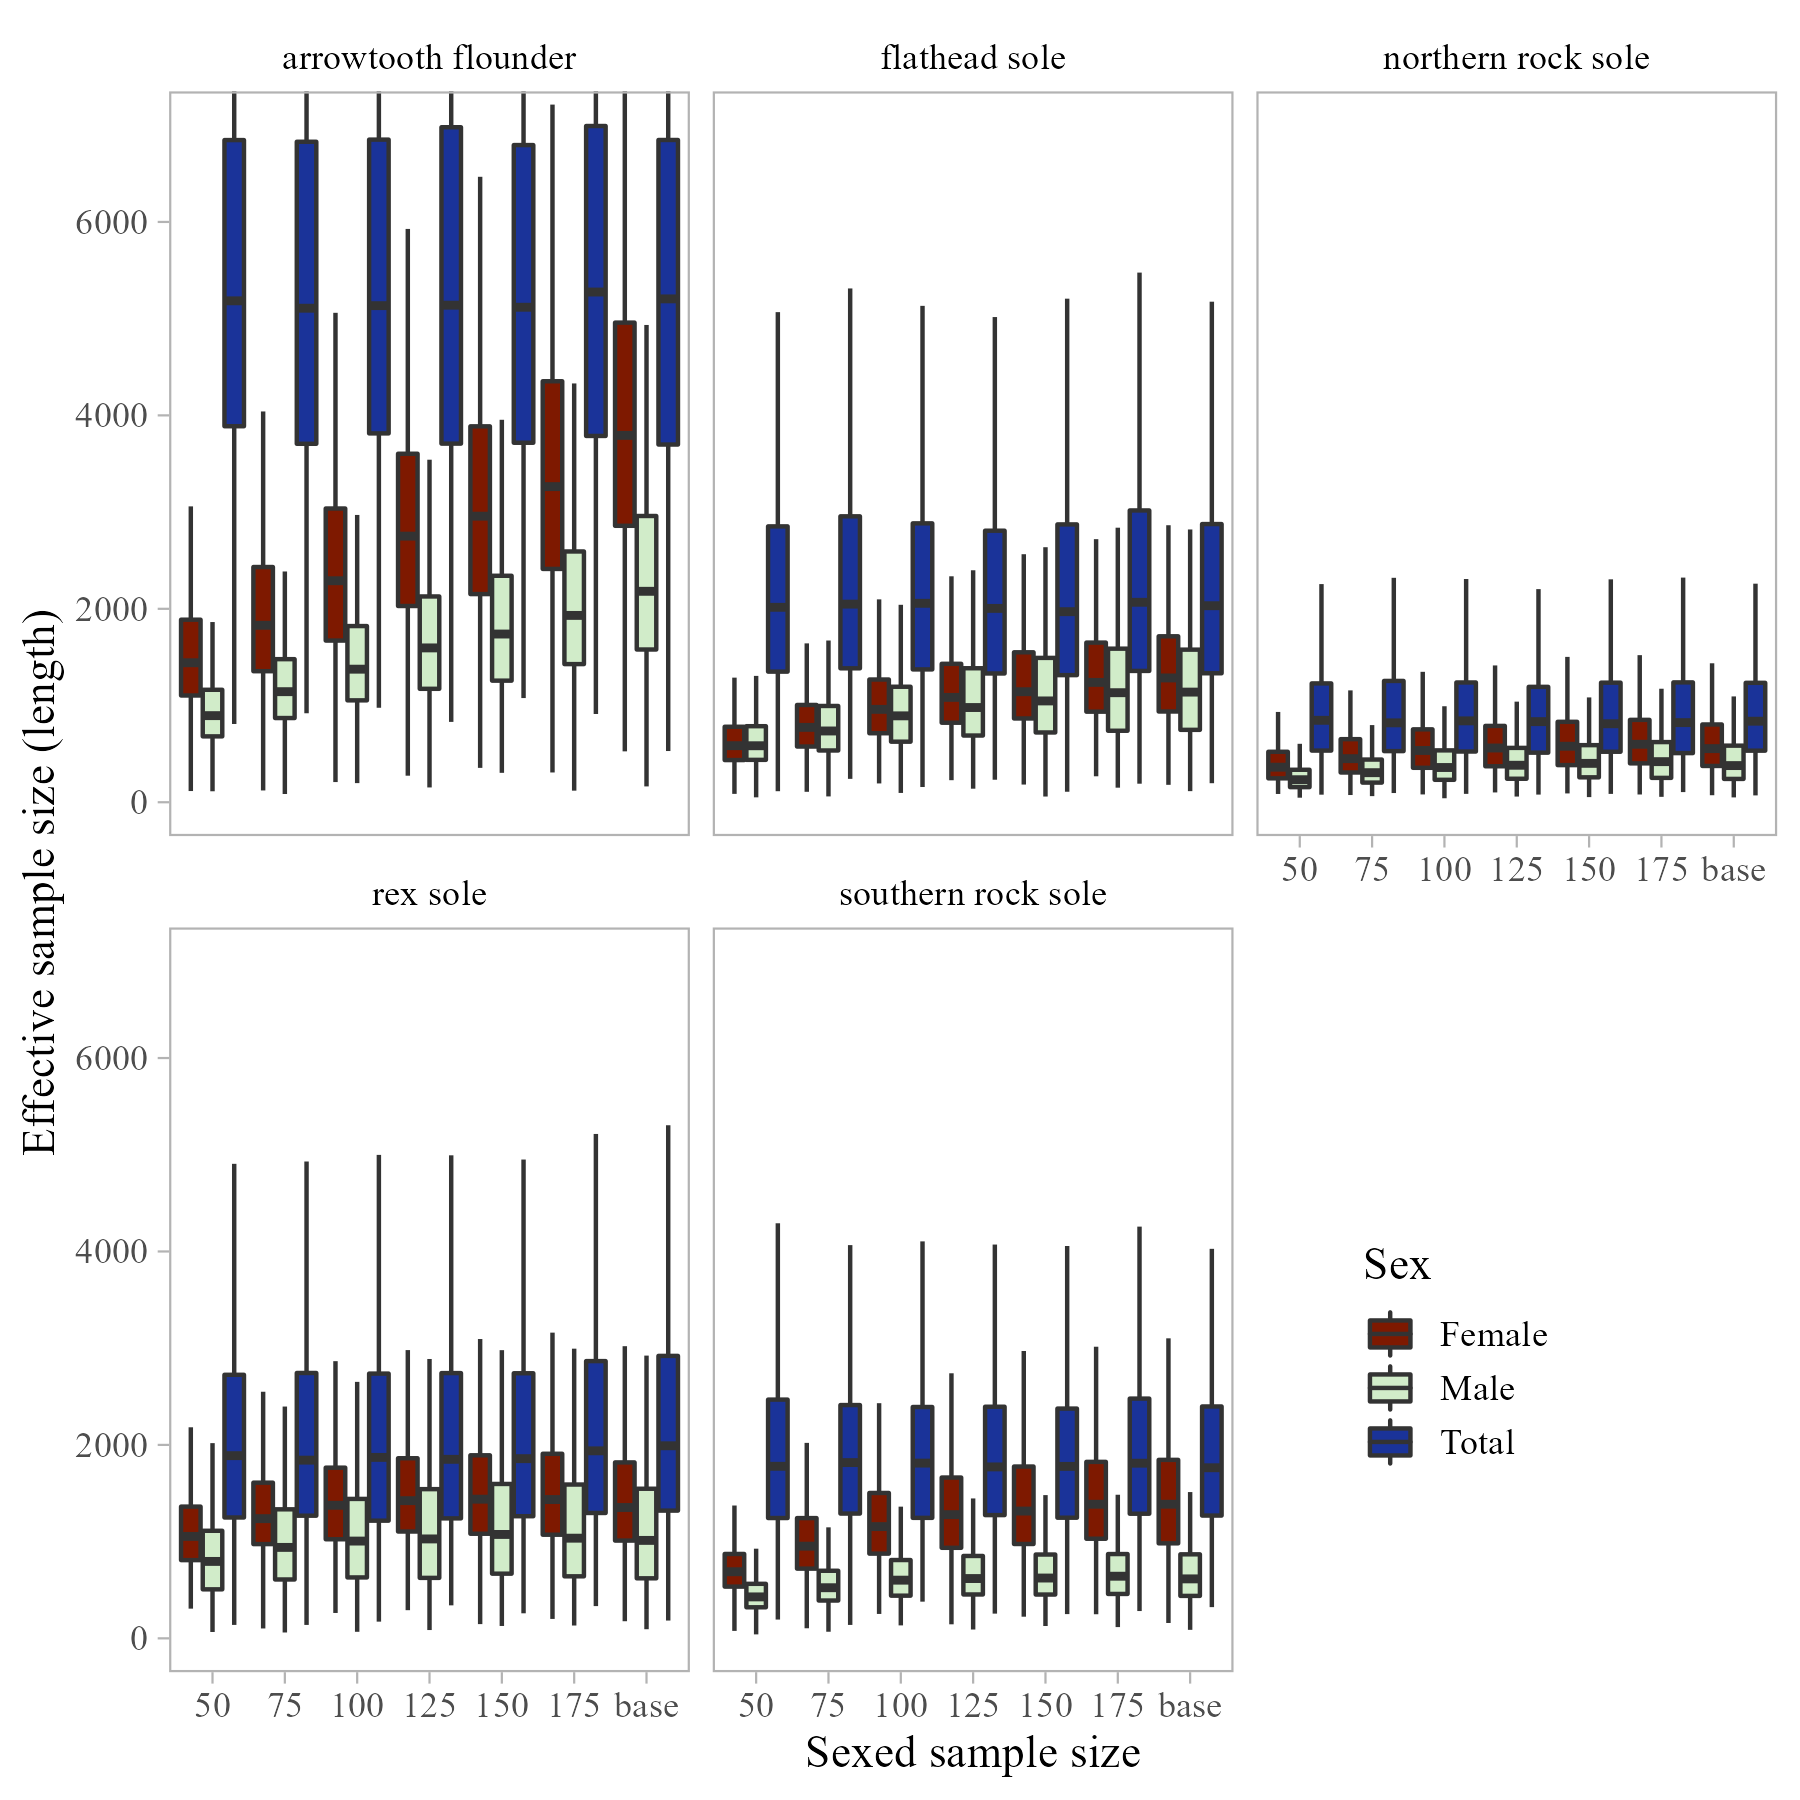 arrowtooth flounder
flathead sole
northern rock sole
6000
4000
2000
0
50 75 100 125 150 175 base
rex sole
southern rock sole
6000
4000
2000
0
50 75 100 125 150 175 base
50 75 100 125 150 175 base
Effective sample size (length)
Sexed sample size
Sex
Female
Male
Total